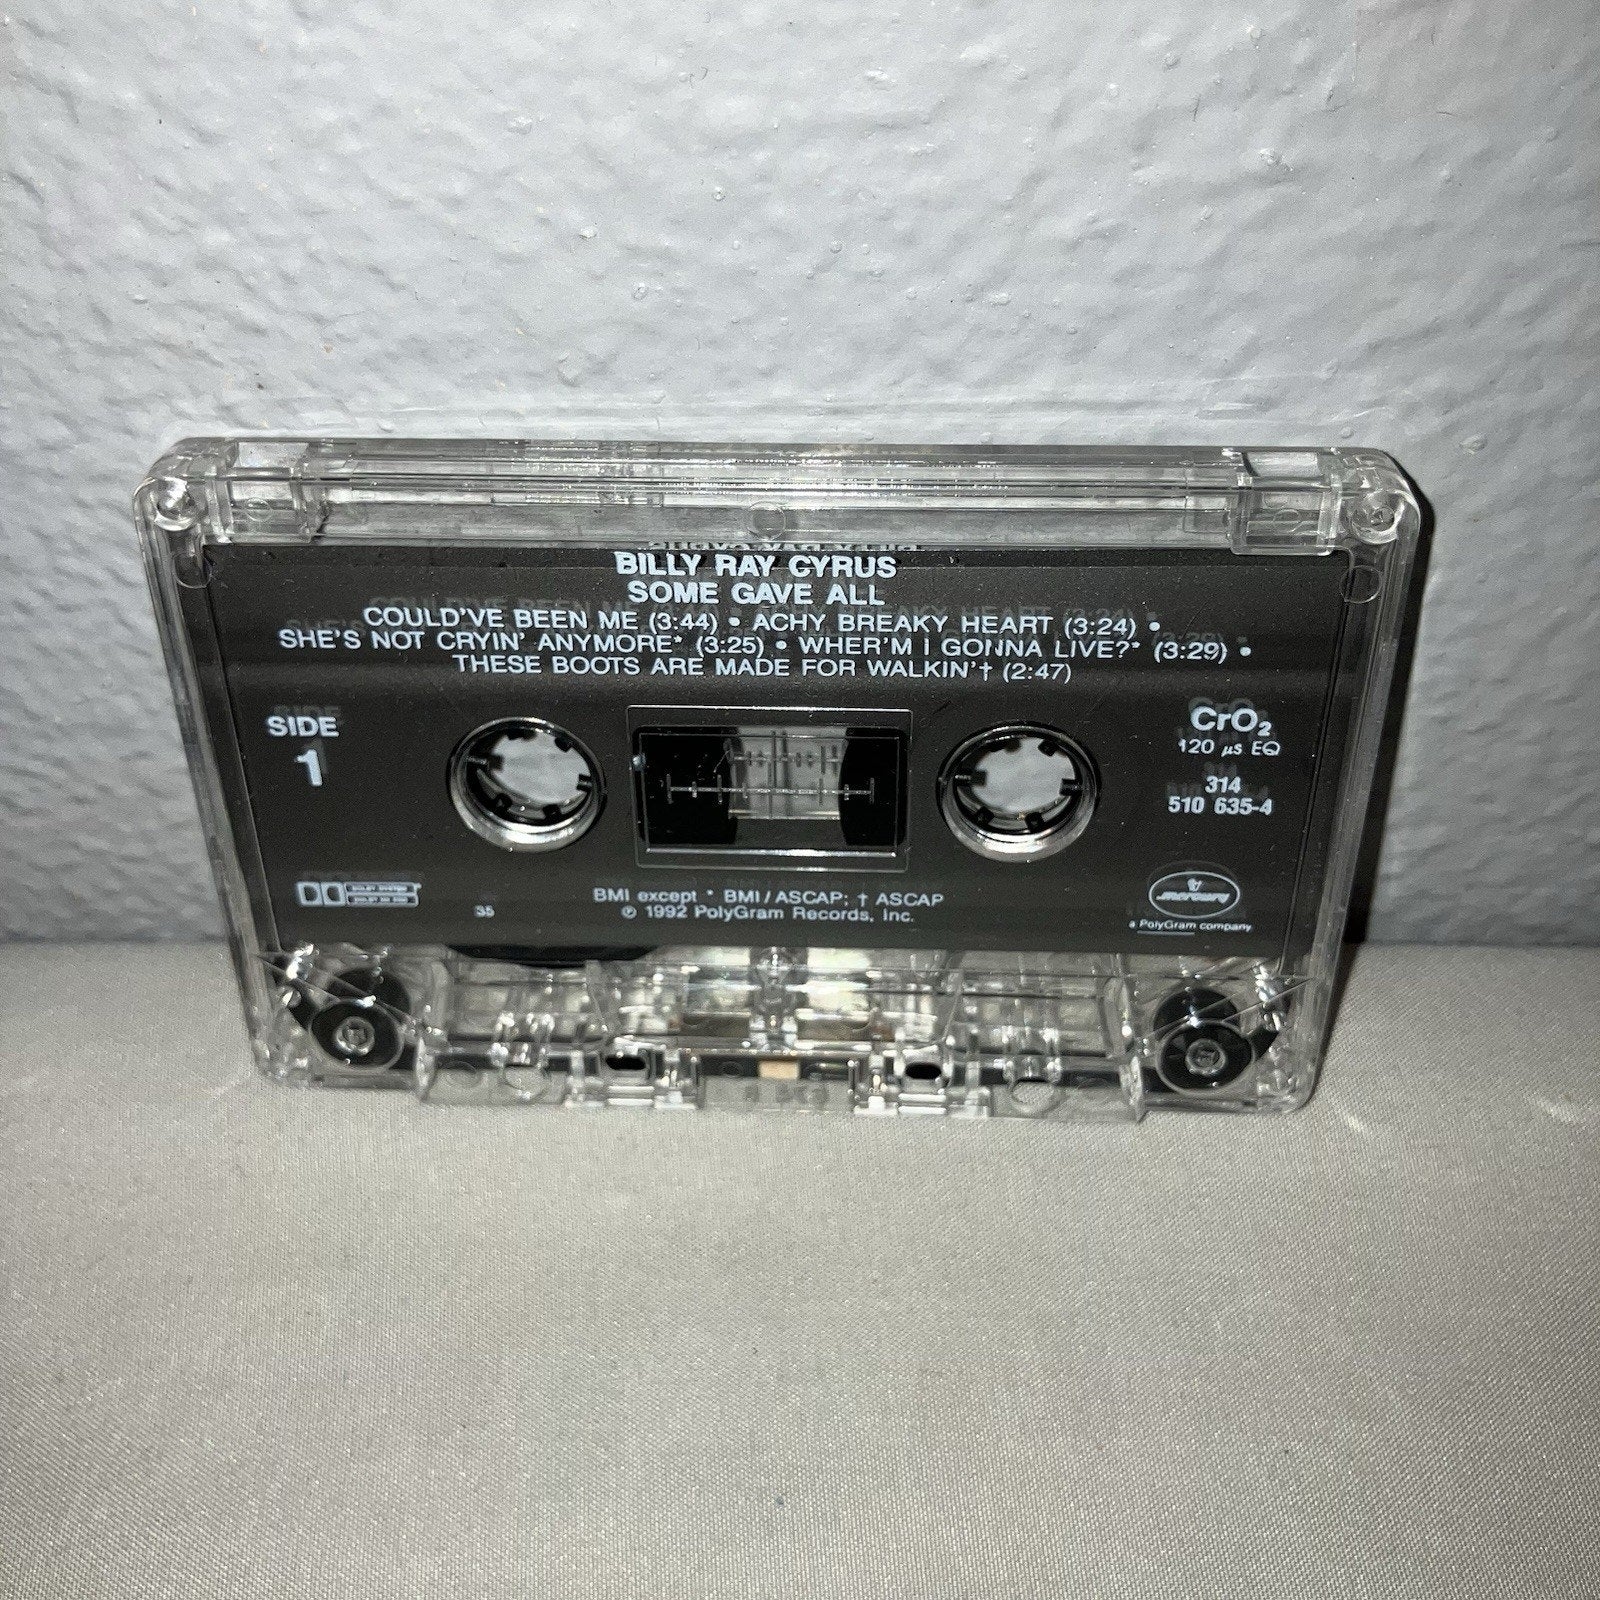 BILLY RAY CYRUS
SOME GAVE ALL
COULD'VE BEEN ME (3:44) • ACHY BREAKY HEART (3:24) •
SHE'S NOT CRYIN' ANYMORE* (3:25) • WHER'M I GONNA LIVE?* (3:29) •
THESE BOOTS ARE MADE FOR WALKIN'† (2:47)
SIDE
1
CrO₂
120 µs EQ
314
510 635-4
DOLBY SYSTEM
35
BMI except * BMI/ASCAP; † ASCAP
℗ 1992 PolyGram Records, Inc.
mercury
a PolyGram company